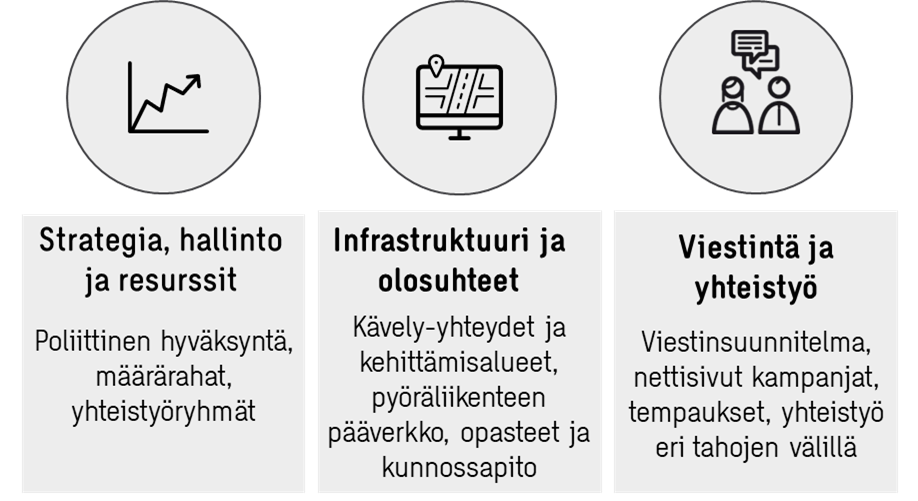 Strategia, hallinto
ja resurssit
Poliittinen hyväksyntä,
määrärahat,
yhteistyöryhmät
Infrastruktuuri ja
olosuhteet
Kävely-yhteydet ja
kehittämisalueet,
pyöräliikenteen
pääverkko, opasteet ja
kunnossapito
Viestintä ja
yhteistyö
Viestinsuunnitelma,
nettisivut kampanjat,
tempaukset, yhteistyö
eri tahojen välillä